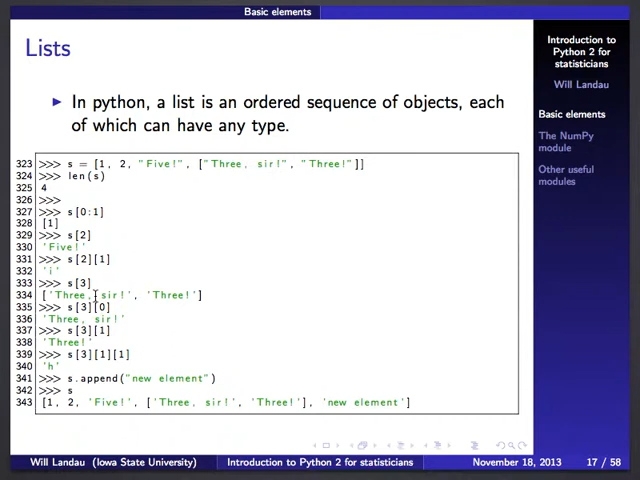 Basic elements
Lists
In python, a list is an ordered sequence of objects, each
of which can have any type.
323 >>> s = [1, 2, "Five!", ["Three, sir!", "Three!"]]
324 >>> len(s)
325 4
326 >>>
327 >>> s[0:1]
328 [1]
329 >>> s[2]
330 'Five!'
331 >>> s[2][1]
332 'i'
333 >>> s[3]
334 ['Three, sir!', 'Three!']
335 >>> s[3][0]
336 'Three, sir!'
337 >>> s[3][1]
338 'Three!'
339 >>> s[3][1][1]
340 'h'
341 >>> s.append("new element")
342 >>> s
343 [1, 2, 'Five!', ['Three, sir!', 'Three!'], 'new element']
Introduction to
Python 2 for
statisticians
Will Landau
Basic elements
The NumPy
module
Other useful
modules
Will Landau (Iowa State University)
Introduction to Python 2 for statisticians
November 18, 2013
17 / 58